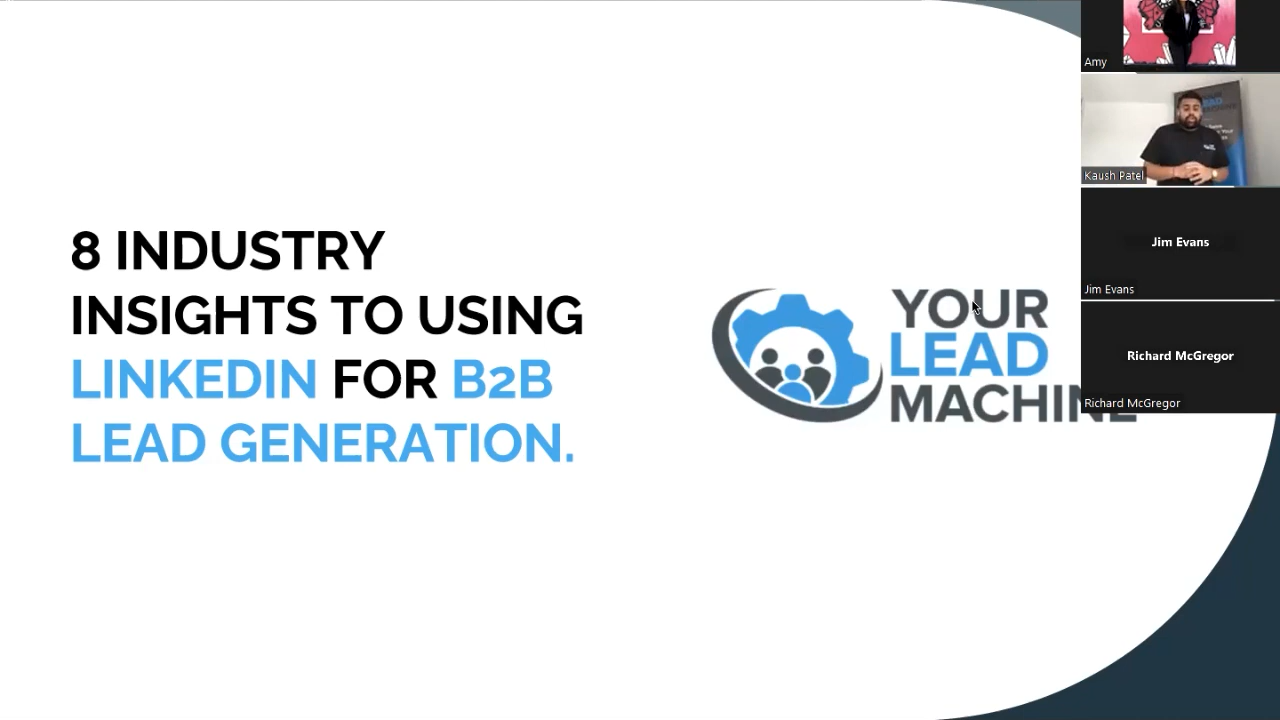 8 INDUSTRY
INSIGHTS TO USING
LINKEDIN FOR B2B
LEAD GENERATION.
YOUR
LEAD
MACHINE
Amy
Kaush Patel
Jim Evans
Jim Evans
Richard McGregor
Richard McGregor